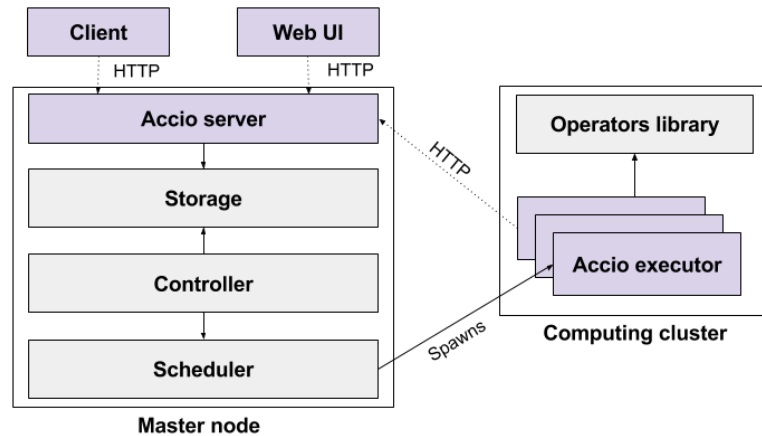 Client
Web UI
HTTP
HTTP
Accio server
Storage
Controller
Scheduler
Master node
HTTP
Spawns
Operators library
Accio executor
Computing cluster